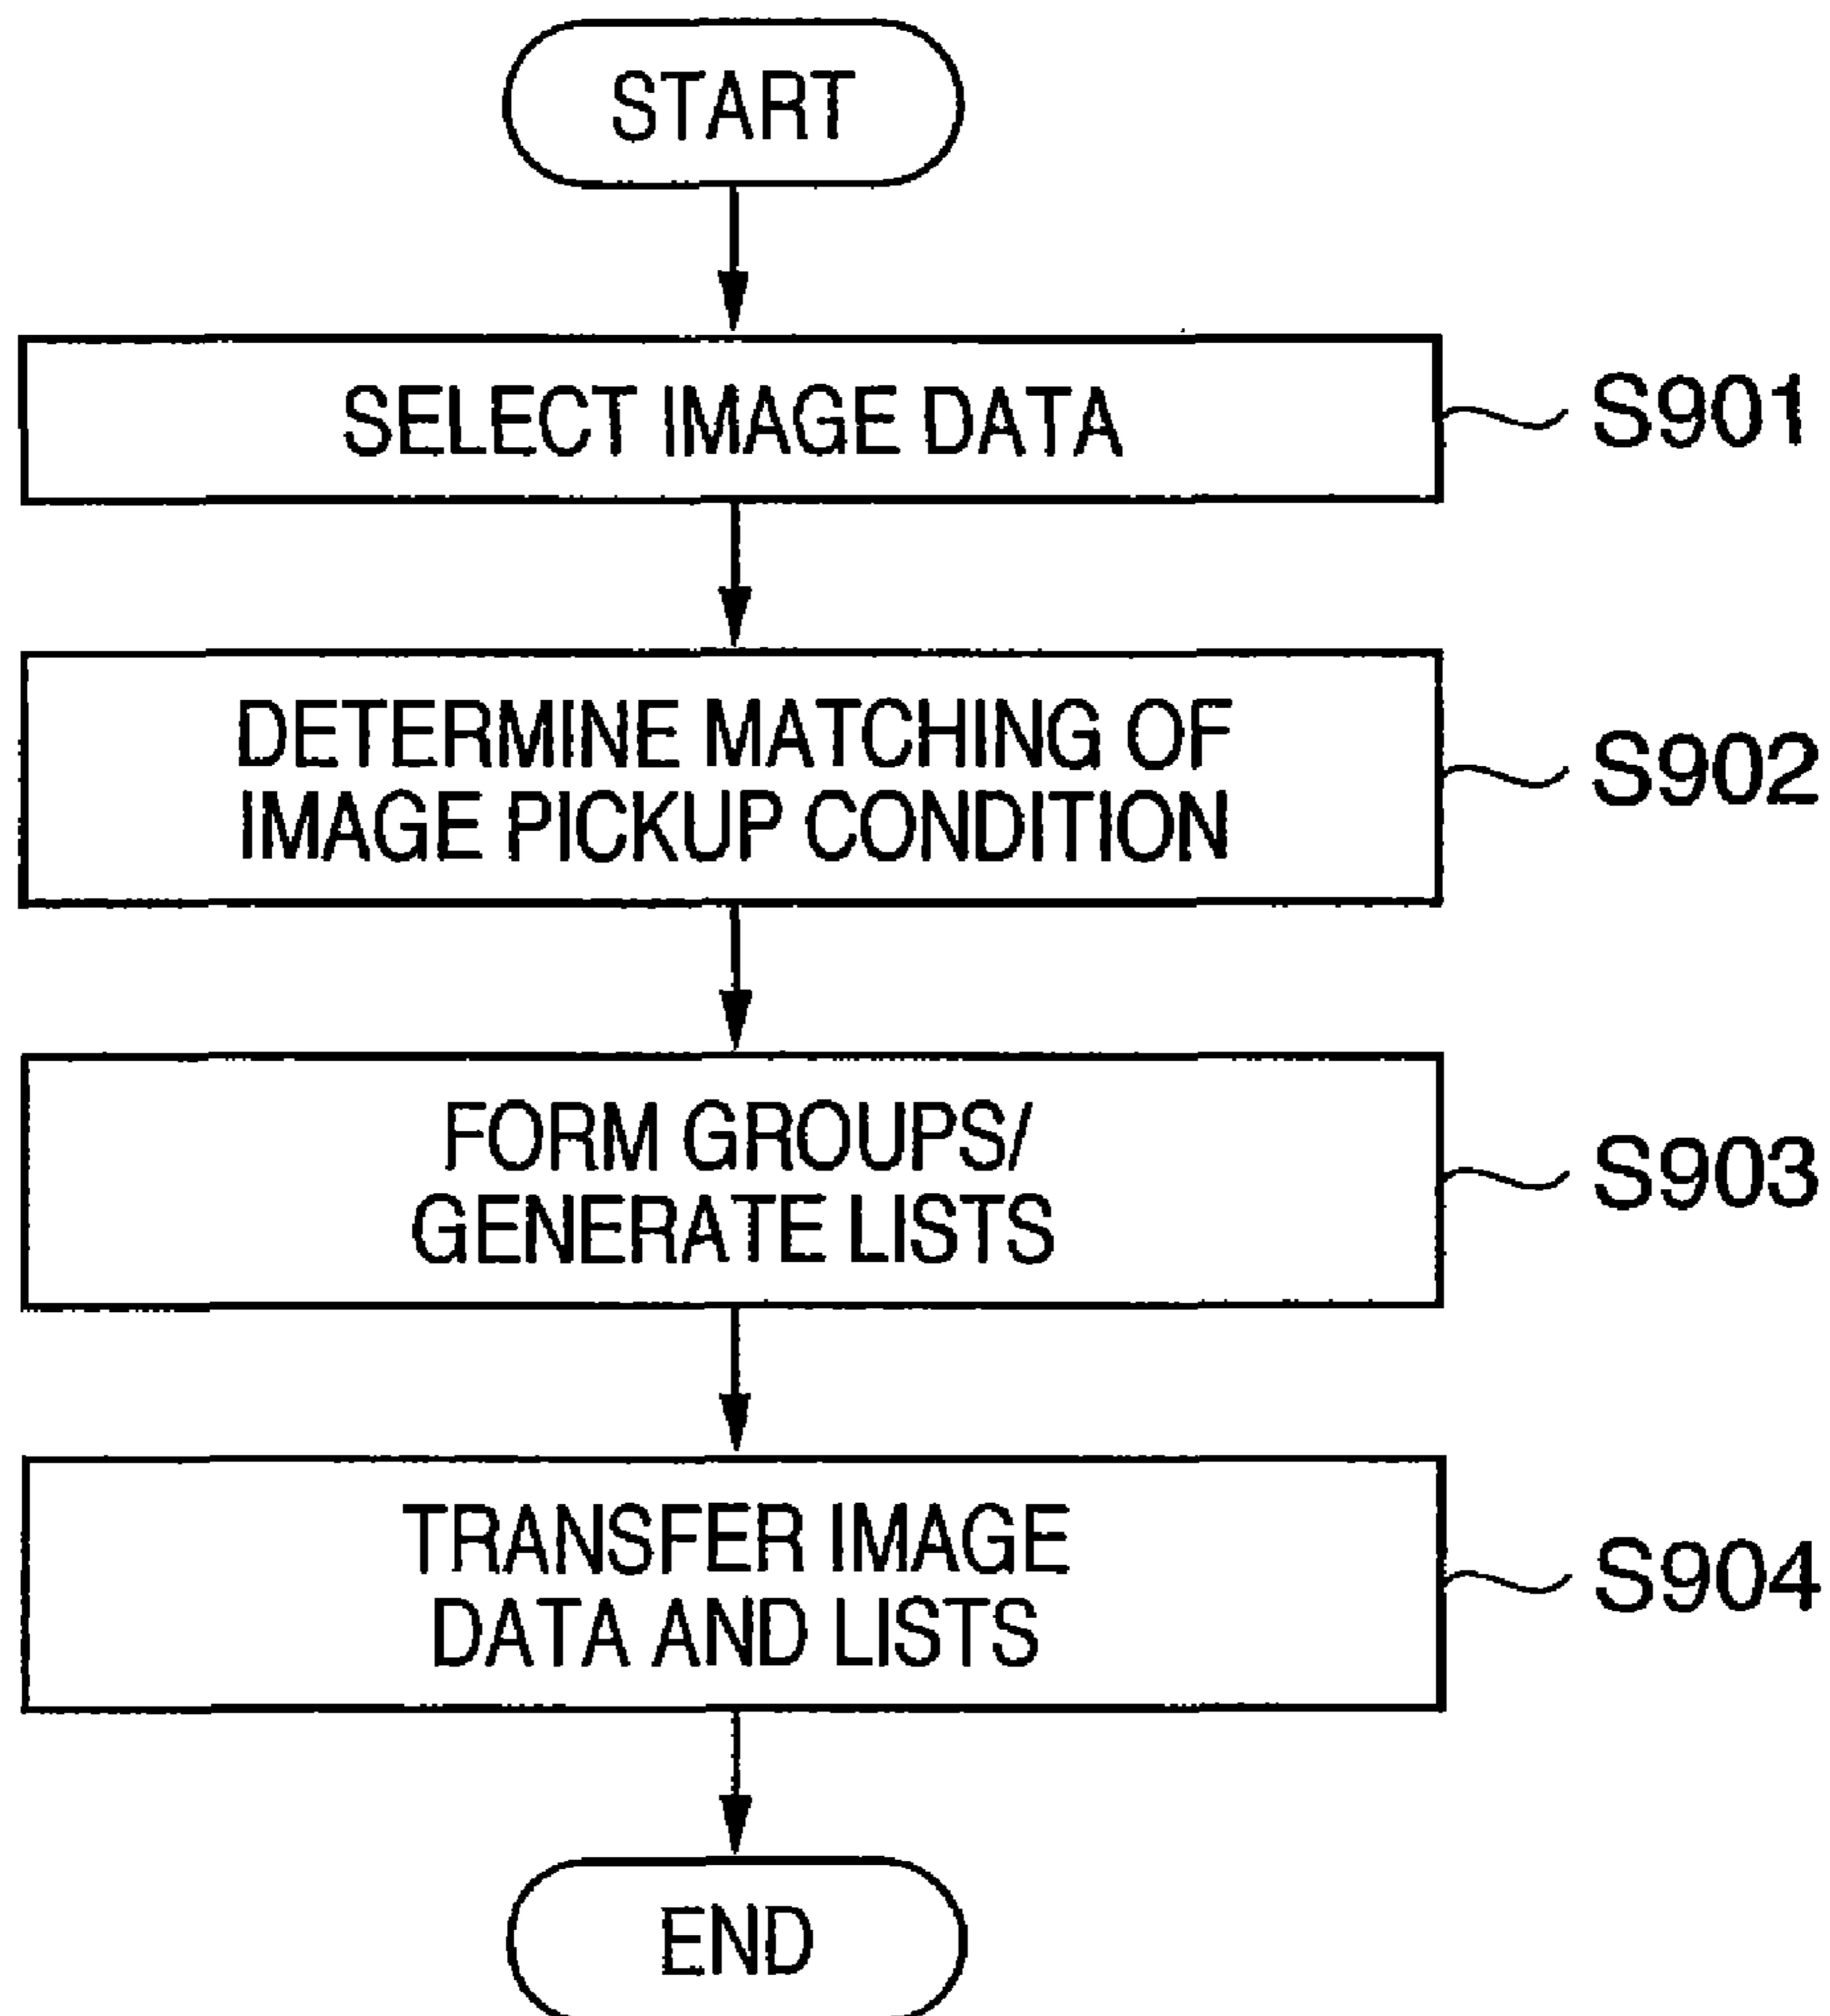 START
SELECT IMAGE DATA
S901
DETERMINE MATCHING OF
IMAGE PICKUP CONDITION
S902
FORM GROUPS/
GENERATE LISTS
S903
TRANSFER IMAGE
DATA AND LISTS
S904
END